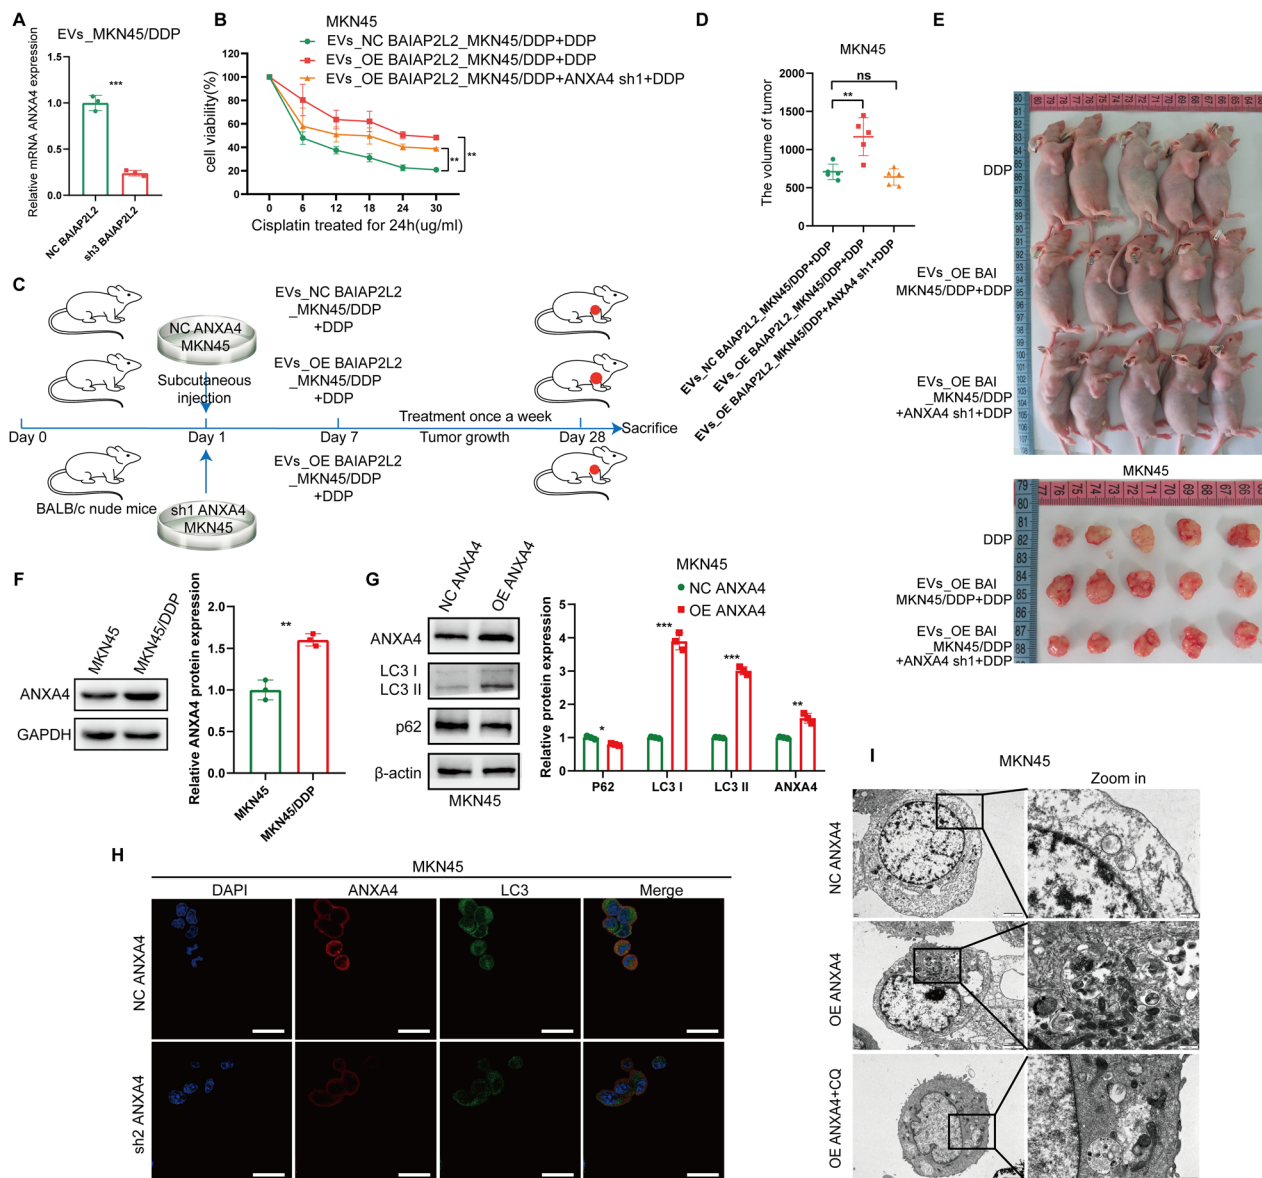 A
EVs_MKN45/DDP
Relative mRNA ANXA4 expression
1.5
1.0
0.5
0.0
***
NC BAIAP2L2
sh3 BAIAP2L2
B
MKN45
EVs_NC BAIAP2L2_MKN45/DDP+DDP
EVs_OE BAIAP2L2_MKN45/DDP+DDP
EVs_OE BAIAP2L2_MKN45/DDP+ANXA4 sh1+DDP
cell viability(%)
120
100
80
60
40
20
0
**
**
0 6 12 18 24 30
Cisplatin treated for 24h(ug/ml)
D
MKN45
The volume of tumor
2000
1500
1000
500
0
ns
**
EVs_NC BAIAP2L2_MKN45/DDP+DDP
EVs_OE BAIAP2L2_MKN45/DDP+DDP
EVs_OE BAIAP2L2_MKN45/DDP+ANXA4 sh1+DDP
E
DDP
EVs_OE BAI
MKN45/DDP+DDP
EVs_OE BAI
_MKN45/DDP
+ANXA4 sh1+DDP
MKN45
DDP
EVs_OE BAI
MKN45/DDP+DDP
EVs_OE BAI
_MKN45/DDP
+ANXA4 sh1+DDP
C
NC ANXA4
MKN45
Subcutaneous
injection
EVs_NC BAIAP2L2
_MKN45/DDP
+DDP
EVs_OE BAIAP2L2
_MKN45/DDP
+DDP
Treatment once a week
Day 0
Day 1
Day 7
Tumor growth
Day 28
Sacrifice
EVs_OE BAIAP2L2
_MKN45/DDP
+DDP
BALB/c nude mice
sh1 ANXA4
MKN45
F
MKN45
MKN45/DDP
ANXA4
GAPDH
Relative ANXA4 protein expression
2.0
1.5
1.0
0.5
0.0
**
MKN45
MKN45/DDP
G
NC ANXA4
OE ANXA4
ANXA4
LC3 I
LC3 II
p62
β-actin
MKN45
MKN45
NC ANXA4
OE ANXA4
Relative protein expression
5
4
3
2
1
0
*
***
***
**
P62 LC3 I LC3 II ANXA4
H
MKN45
DAPI ANXA4 LC3 Merge
NC ANXA4
sh2 ANXA4
I
MKN45
Zoom in
NC ANXA4
OE ANXA4
OE ANXA4+CQ